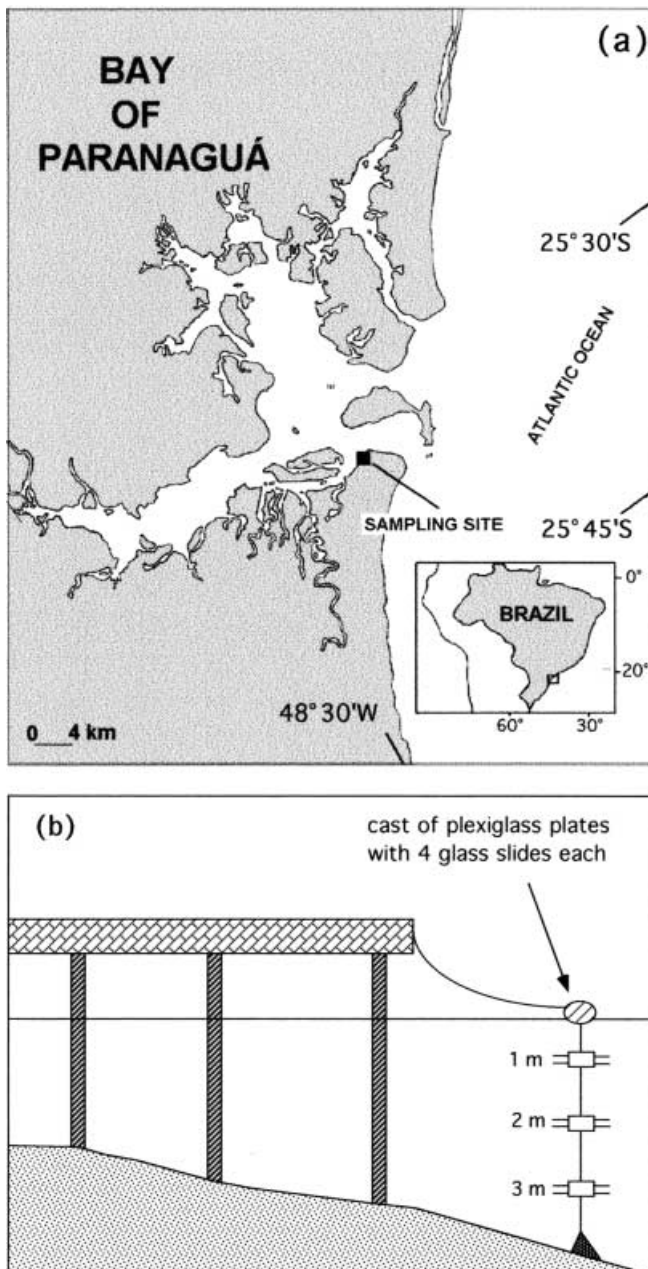 (a)
BAY
OF
PARANAGUÁ
25°30'S
ATLANTIC OCEAN
SAMPLING SITE
25°45'S
BRAZIL
0°
20°
60°
30°
48°30'W
0 4 km
(b)
cast of plexiglass plates
with 4 glass slides each
1 m
2 m
3 m